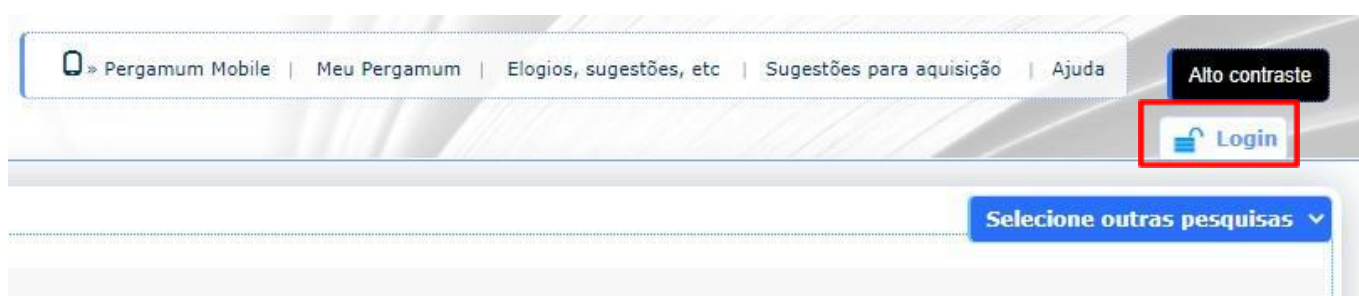 » Pergamum Mobile | Meu Pergamum | Elogios, sugestões, etc | Sugestões para aquisição | Ajuda
Alto contraste
Login
Selecione outras pesquisas